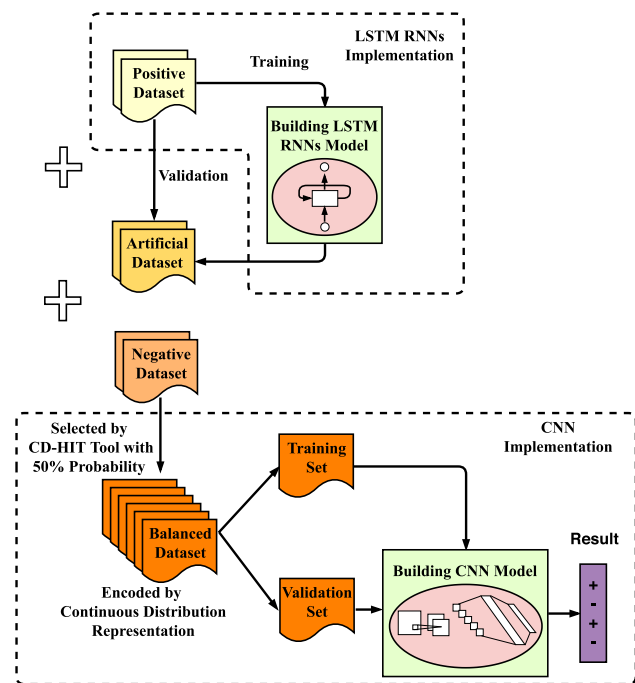 LSTM RNNs
Implementation
Positive
Dataset
Training
Building LSTM
RNNs Model
Validation
Artificial
Dataset
Negative
Dataset
Selected by
CD-HIT Tool with
50% Probability
CNN
Implementation
Training
Set
Balanced
Dataset
Encoded by
Continuous Distribution
Representation
Validation
Set
Building CNN Model
Result
+
-
+
-